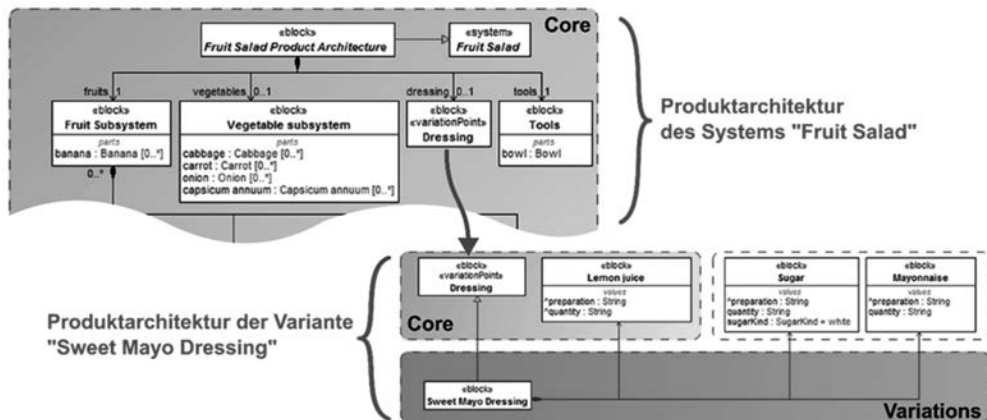 Core
«block»
Fruit Salad Product Architecture
«system»
Fruit Salad
fruits 1
vegetables 0..1
dressing 0..1
tools 1
«block»
Fruit Subsystem
parts
banana : Banana [0..*]
0..*
«block»
Vegetable subsystem
parts
cabbage : Cabbage [0..*]
carrot : Carrot [0..*]
onion : Onion [0..*]
capsicum annuum : Capsicum annuum [0..*]
«block»
«variationPoint»
Dressing
«block»
Tools
parts
bowl : Bowl
Produktarchitektur
des Systems "Fruit Salad"
Produktarchitektur der Variante
"Sweet Mayo Dressing"
«block»
«variationPoint»
Dressing
Core
«block»
Lemon juice
values
^preparation : String
^quantity : String
«block»
Sugar
values
^preparation : String
quantity : String
sugarKind : SugarKind = white
«block»
Mayonnaise
values
^preparation : String
quantity : String
«block»
Sweet Mayo Dressing
Variations